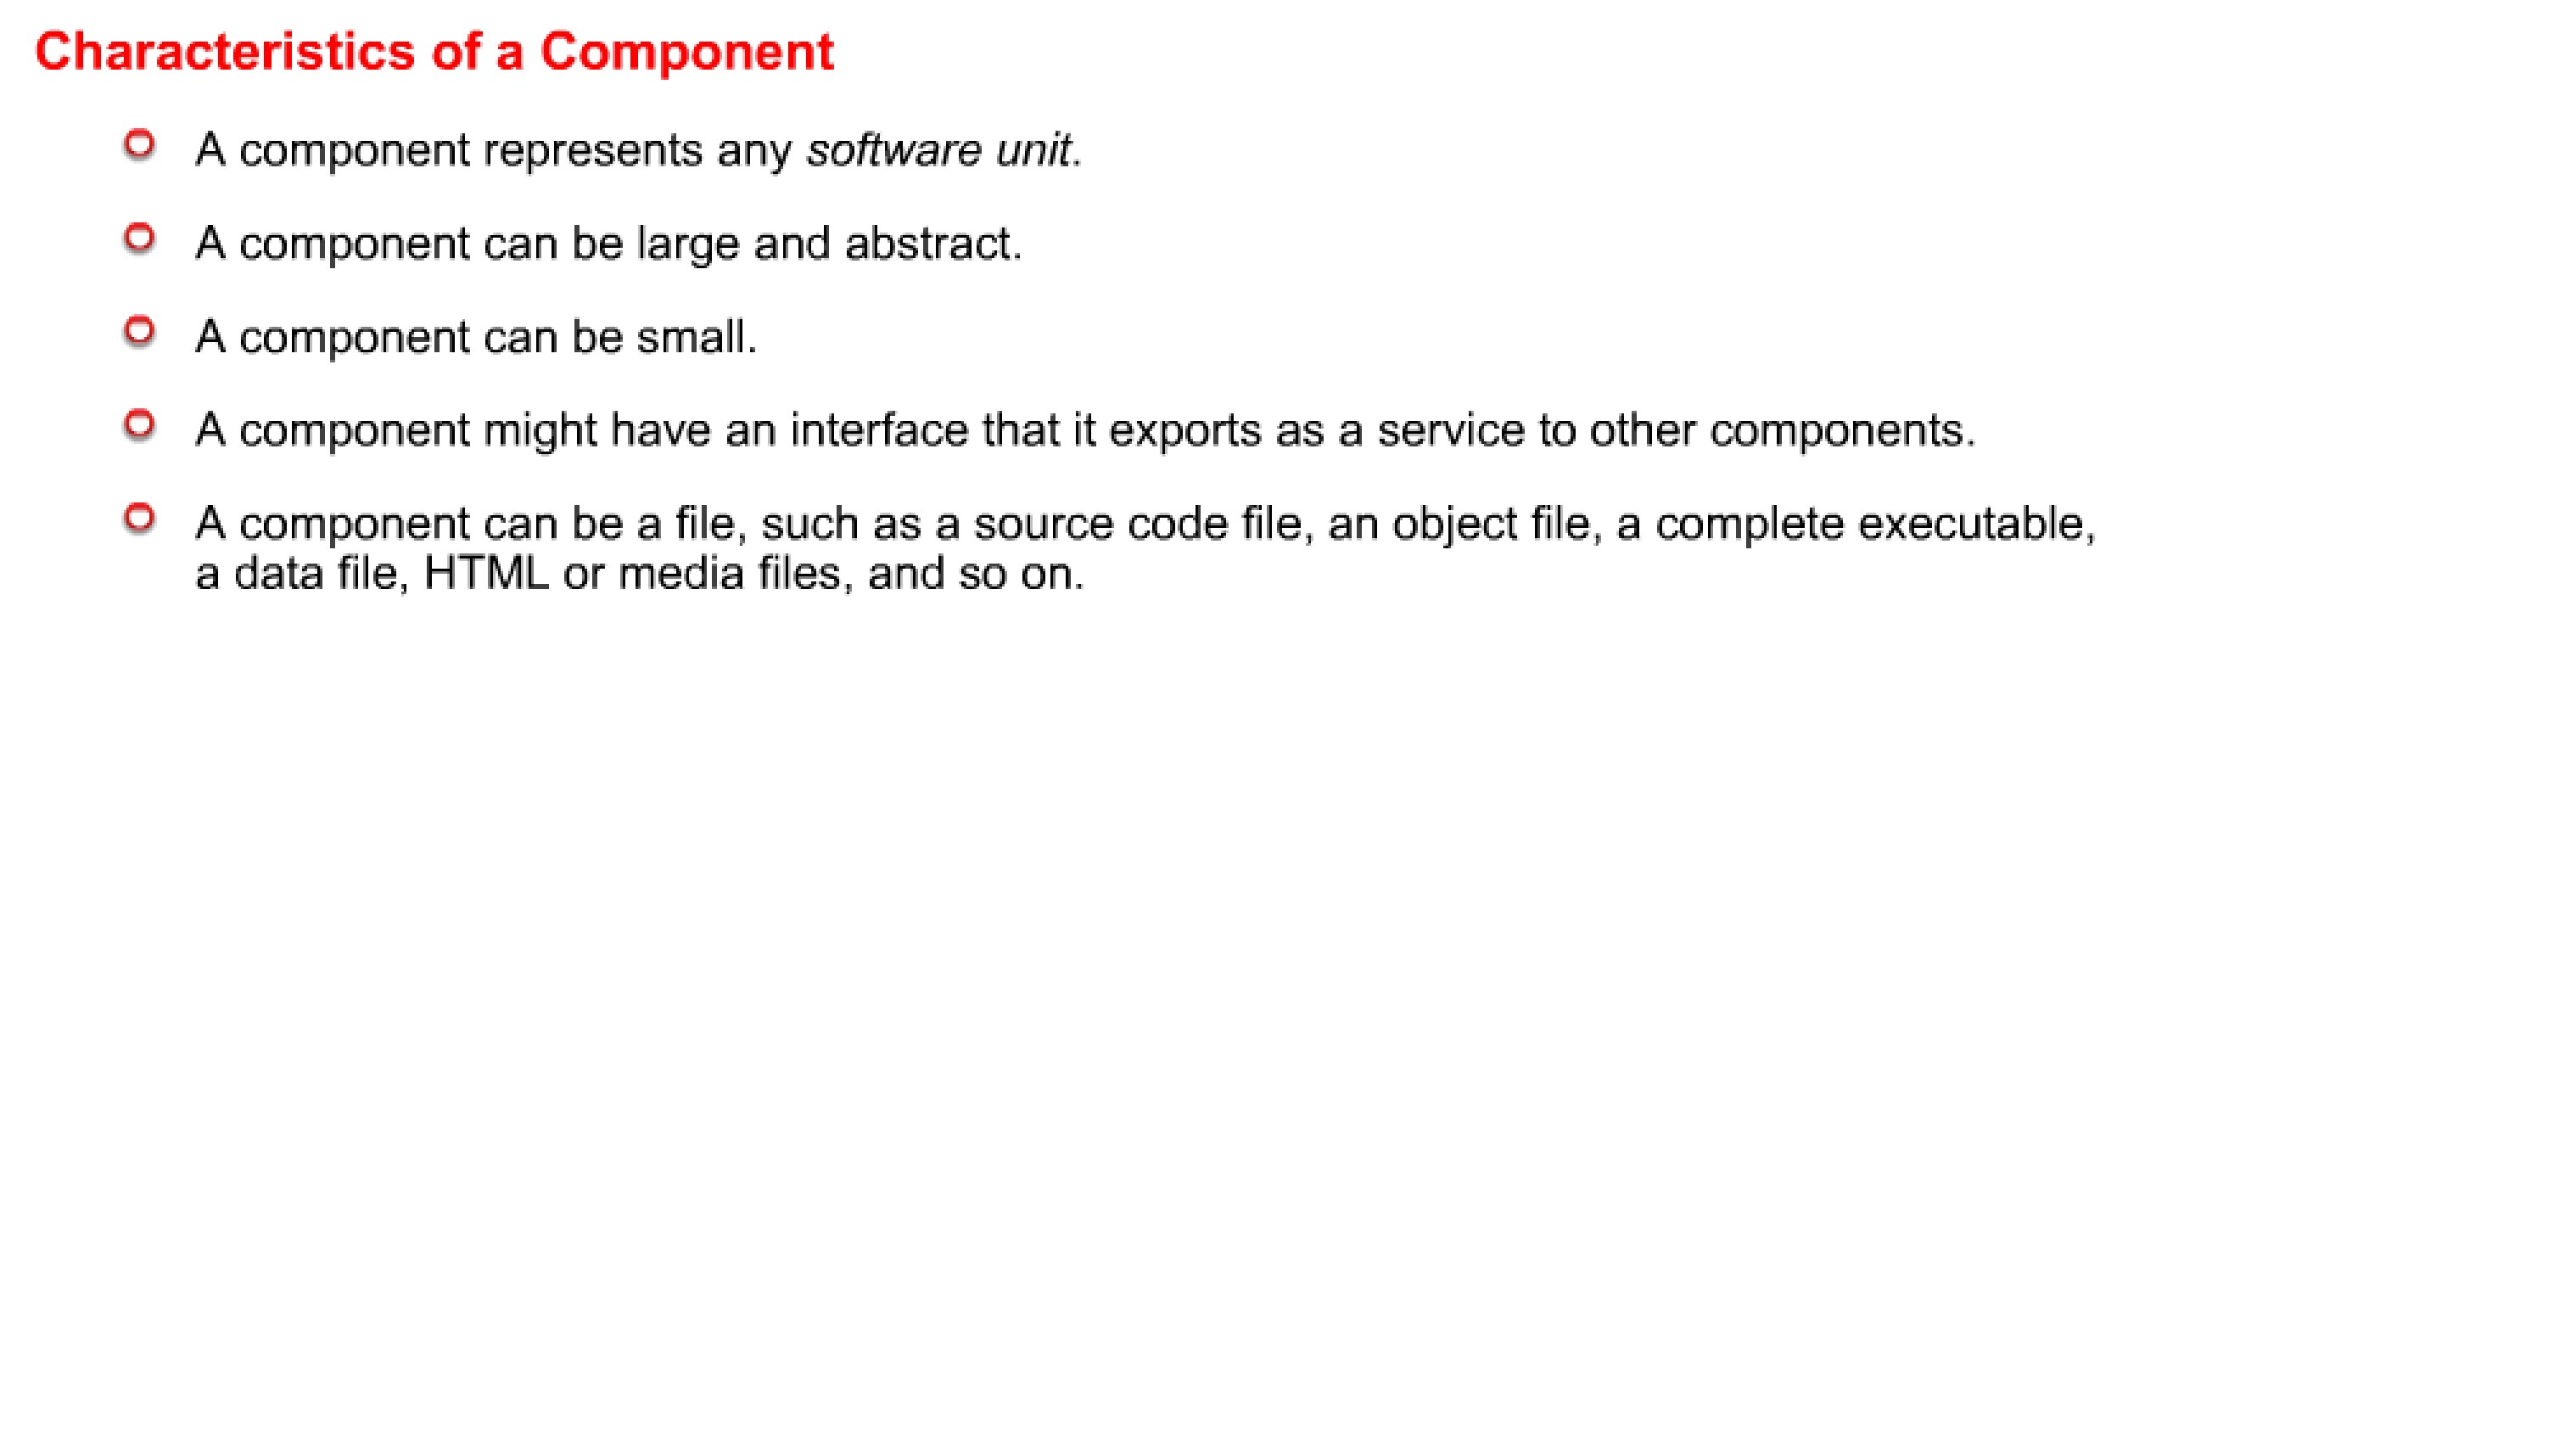 Characteristics of a Component
A component represents any software unit.
A component can be large and abstract.
A component can be small.
A component might have an interface that it exports as a service to other components.
A component can be a file, such as a source code file, an object file, a complete executable,
a data file, HTML or media files, and so on.